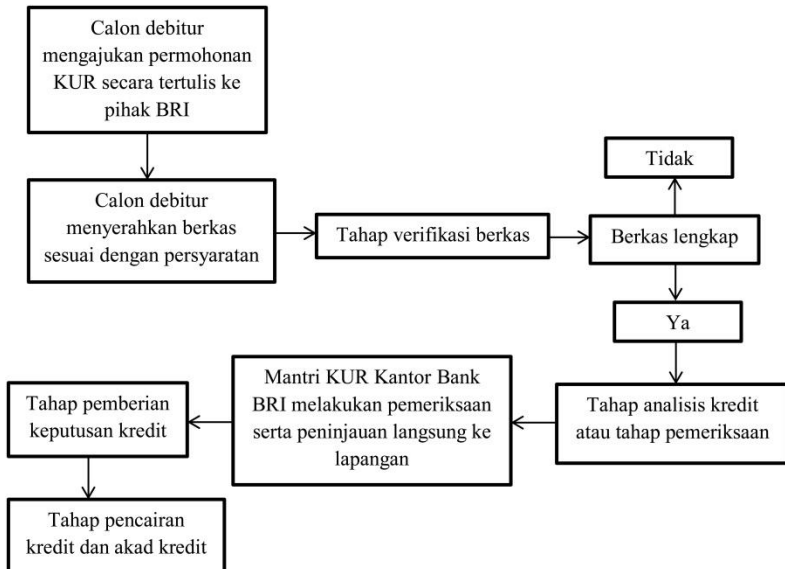 Calon debitur
mengajukan permohonan
KUR secara tertulis ke
pihak BRI
Calon debitur
menyerahkan berkas
sesuai dengan persyaratan
Tahap verifikasi berkas
Berkas lengkap
Tidak
Ya
Tahap analisis kredit
atau tahap pemeriksaan
Mantri KUR Kantor Bank
BRI melakukan pemeriksaan
serta peninjauan langsung ke
lapangan
Tahap pemberian
keputusan kredit
Tahap pencairan
kredit dan akad kredit